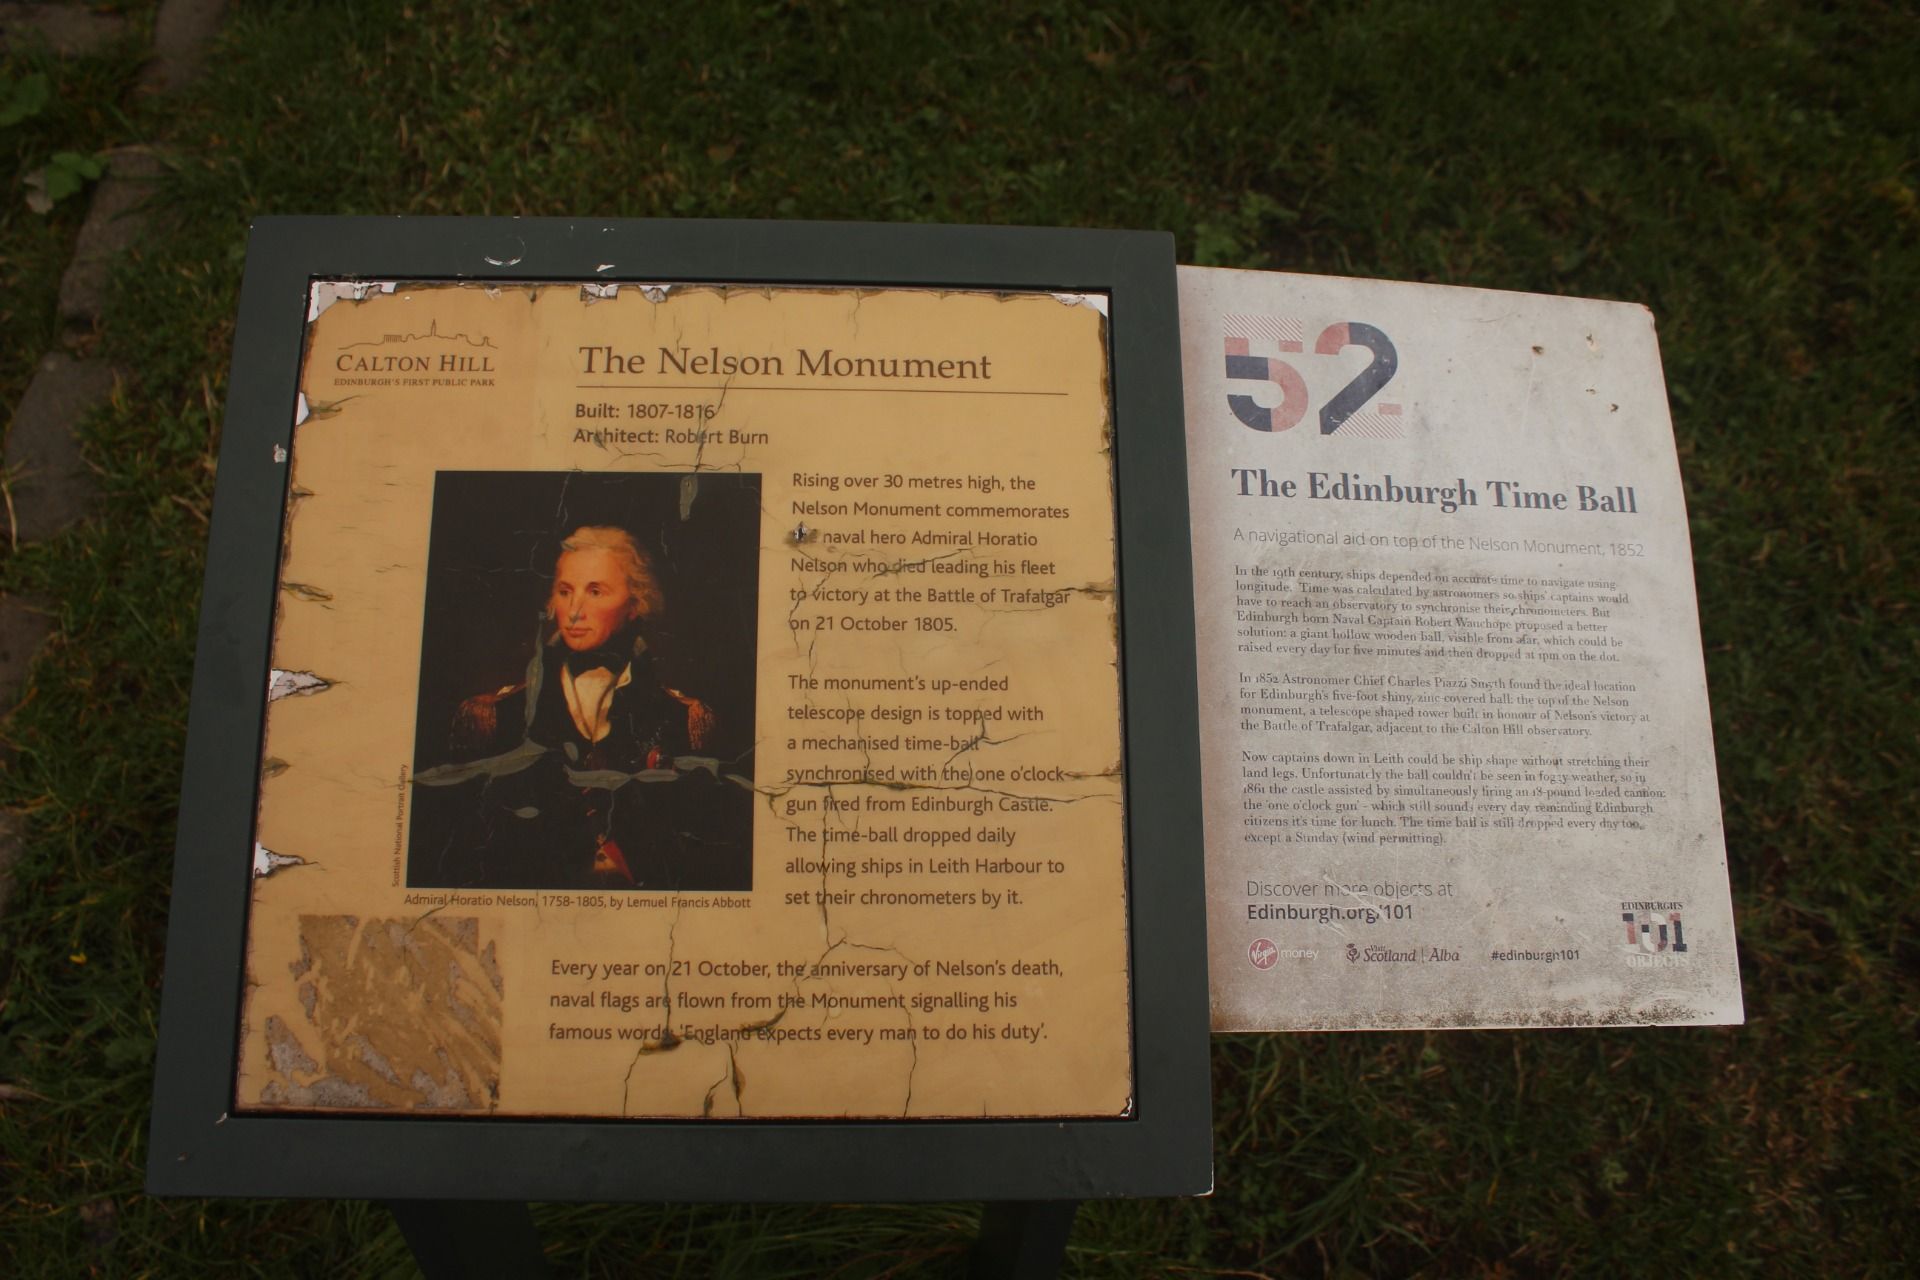 CALTON HILL
EDINBURGH'S FIRST PUBLIC PARK
The Nelson Monument
Built: 1807-1816
Architect: Robert Burn
Rising over 30 metres high, the
Nelson Monument commemorates
naval hero Admiral Horatio
Nelson who died leading his fleet
to victory at the Battle of Trafalgar
on 21 October 1805.
The monument's up-ended
telescope design is topped with
a mechanised time-ball
synchronised with the one o'clock
gun fired from Edinburgh Castle.
The time-ball dropped daily
allowing ships in Leith Harbour to
set their chronometers by it.
Scottish National Portrait Gallery
Admiral Horatio Nelson, 1758-1805, by Lemuel Francis Abbott
Every year on 21 October, the anniversary of Nelson's death,
naval flags are flown from the Monument signalling his
famous words: 'England expects every man to do his duty'.
52
The Edinburgh Time Ball
A navigational aid on top of the Nelson Monument, 1852
In the 19th century, ships depended on accurate time to navigate using
longitude. Time was calculated by astronomers so ships' captains would
have to reach an observatory to synchronise their chronometers. But
Edinburgh born Naval Captain Robert Wauchope proposed a better
solution: a giant hollow wooden ball, visible from afar, which could be
raised every day for five minutes and then dropped at 1pm on the dot.
In 1852 Astronomer Chief Charles Piazzi Smyth found the ideal location
for Edinburgh's five-foot shiny, zinc-covered ball: the top of the Nelson
monument, a telescope shaped tower built in honour of Nelson's victory at
the Battle of Trafalgar, adjacent to the Calton Hill observatory.
Now captains down in Leith could be ship shape without stretching their
land legs. Unfortunately the ball couldn't be seen in foggy weather, so in
1861 the castle assisted by simultaneously firing an 18-pound loaded cannon:
the 'one o'clock gun' - which still sounds every day, reminding Edinburgh
citizens it's time for lunch. The time ball is still dropped every day too,
except a Sunday (wind permitting).
Discover more objects at
Edinburgh.org/101
Virgin money
Visit Scotland | Alba
#edinburgh101
EDINBURGH'S
101
OBJECTS